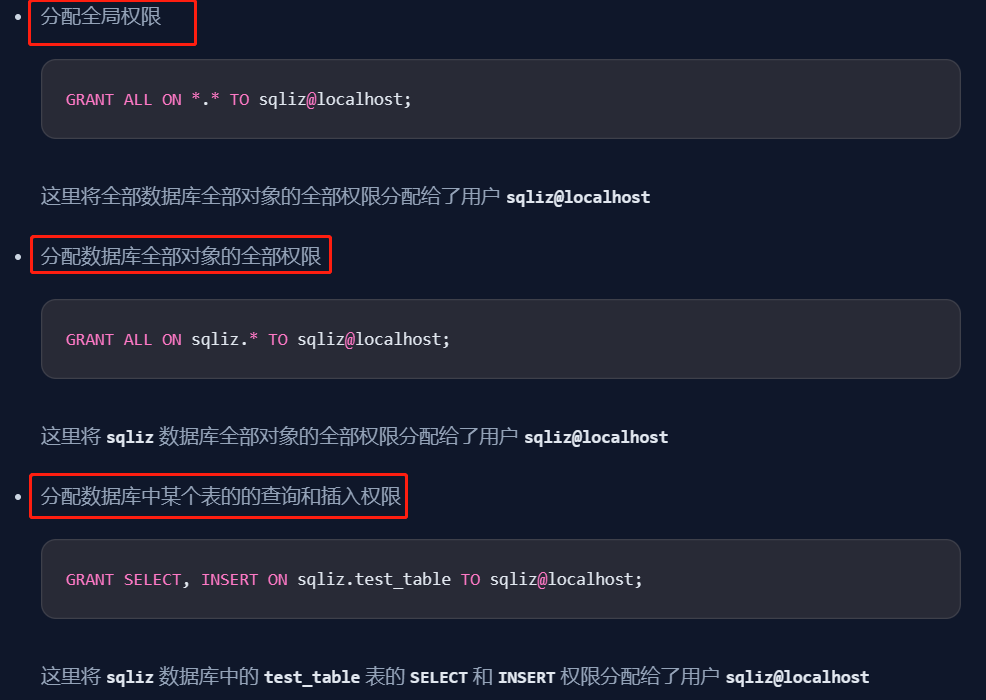 分配全局权限
GRANT ALL ON *.* TO sqliz@localhost;
这里将全部数据库全部对象的全部权限分配给了用户 sqliz@localhost
分配数据库全部对象的全部权限
GRANT ALL ON sqliz.* TO sqliz@localhost;
这里将 sqliz 数据库全部对象的全部权限分配给了用户 sqliz@localhost
分配数据库中某个表的的查询和插入权限
GRANT SELECT, INSERT ON sqliz.test_table TO sqliz@localhost;
这里将 sqliz 数据库中的 test_table 表的 SELECT 和 INSERT 权限分配给了用户 sqliz@localhost